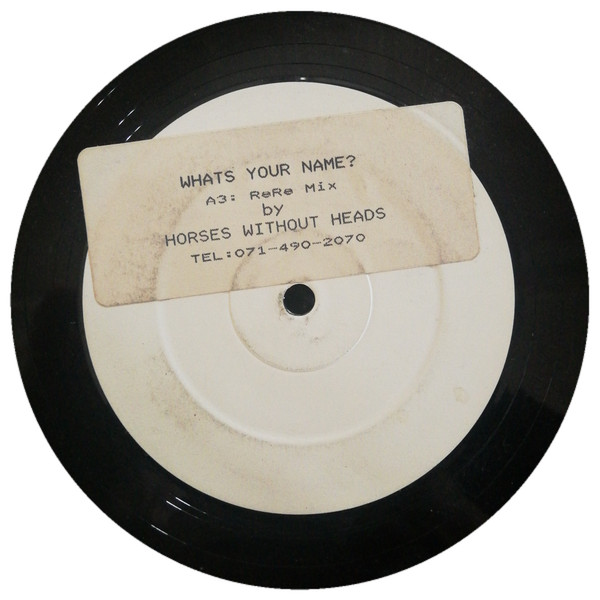 WHATS YOUR NAME?
A3: ReRe Mix
by
HORSES WITHOUT HEADS
TEL:071-490-2070